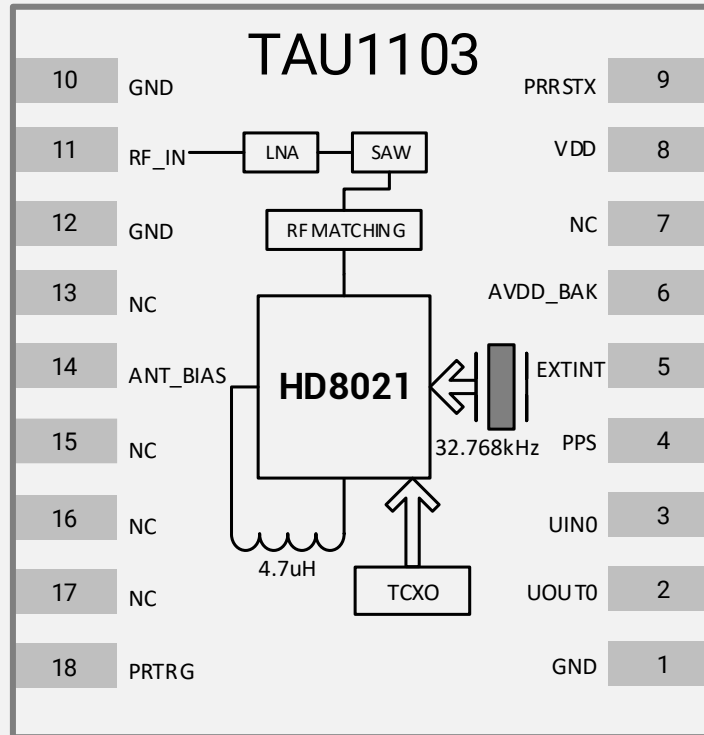 TAU1103
10 GND
PRRSTX 9
11 RF_IN
LNA
SAW
VDD 8
12 GND
RF MATCHING
NC 7
13 NC
AVDD_BAK 6
14 ANT_BIAS
HD8021
EXTINT 5
32.768kHz
15 NC
PPS 4
16 NC
UIN0 3
4.7uH
17 NC
TCXO
UOUT0 2
18 PRTRG
GND 1